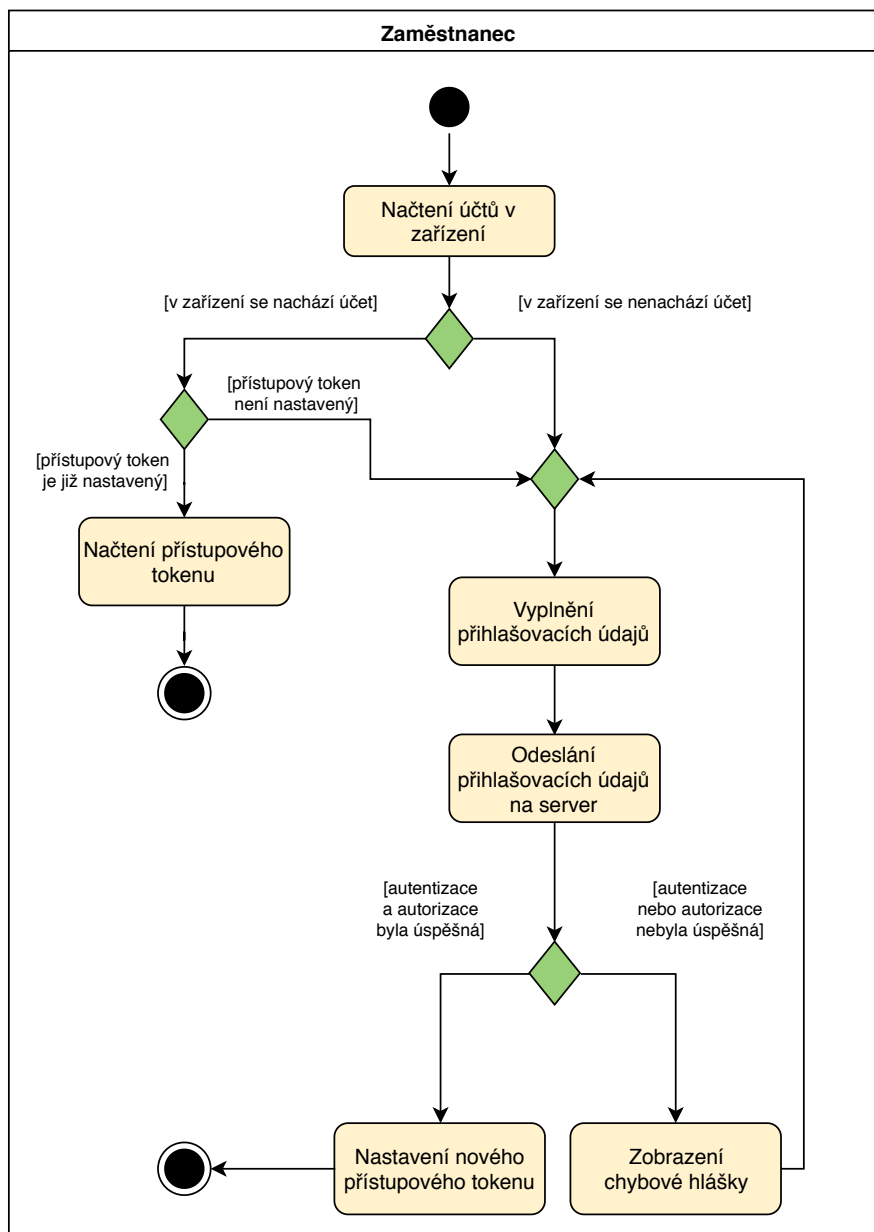 Zaměstnanec
Načtení účtů v
zařízení
[v zařízení se nachází účet]
[v zařízení se nenachází účet]
[přístupový token
není nastavený]
[přístupový token
je již nastavený]
Načtení přístupového
tokenu
Vyplnění
přihlašovacích údajů
Odeslání
přihlašovacích údajů
na server
[autentizace
a autorizace
byla úspěšná]
[autentizace
nebo autorizace
nebyla úspěšná]
Nastavení nového
přístupového tokenu
Zobrazení
chybové hlášky